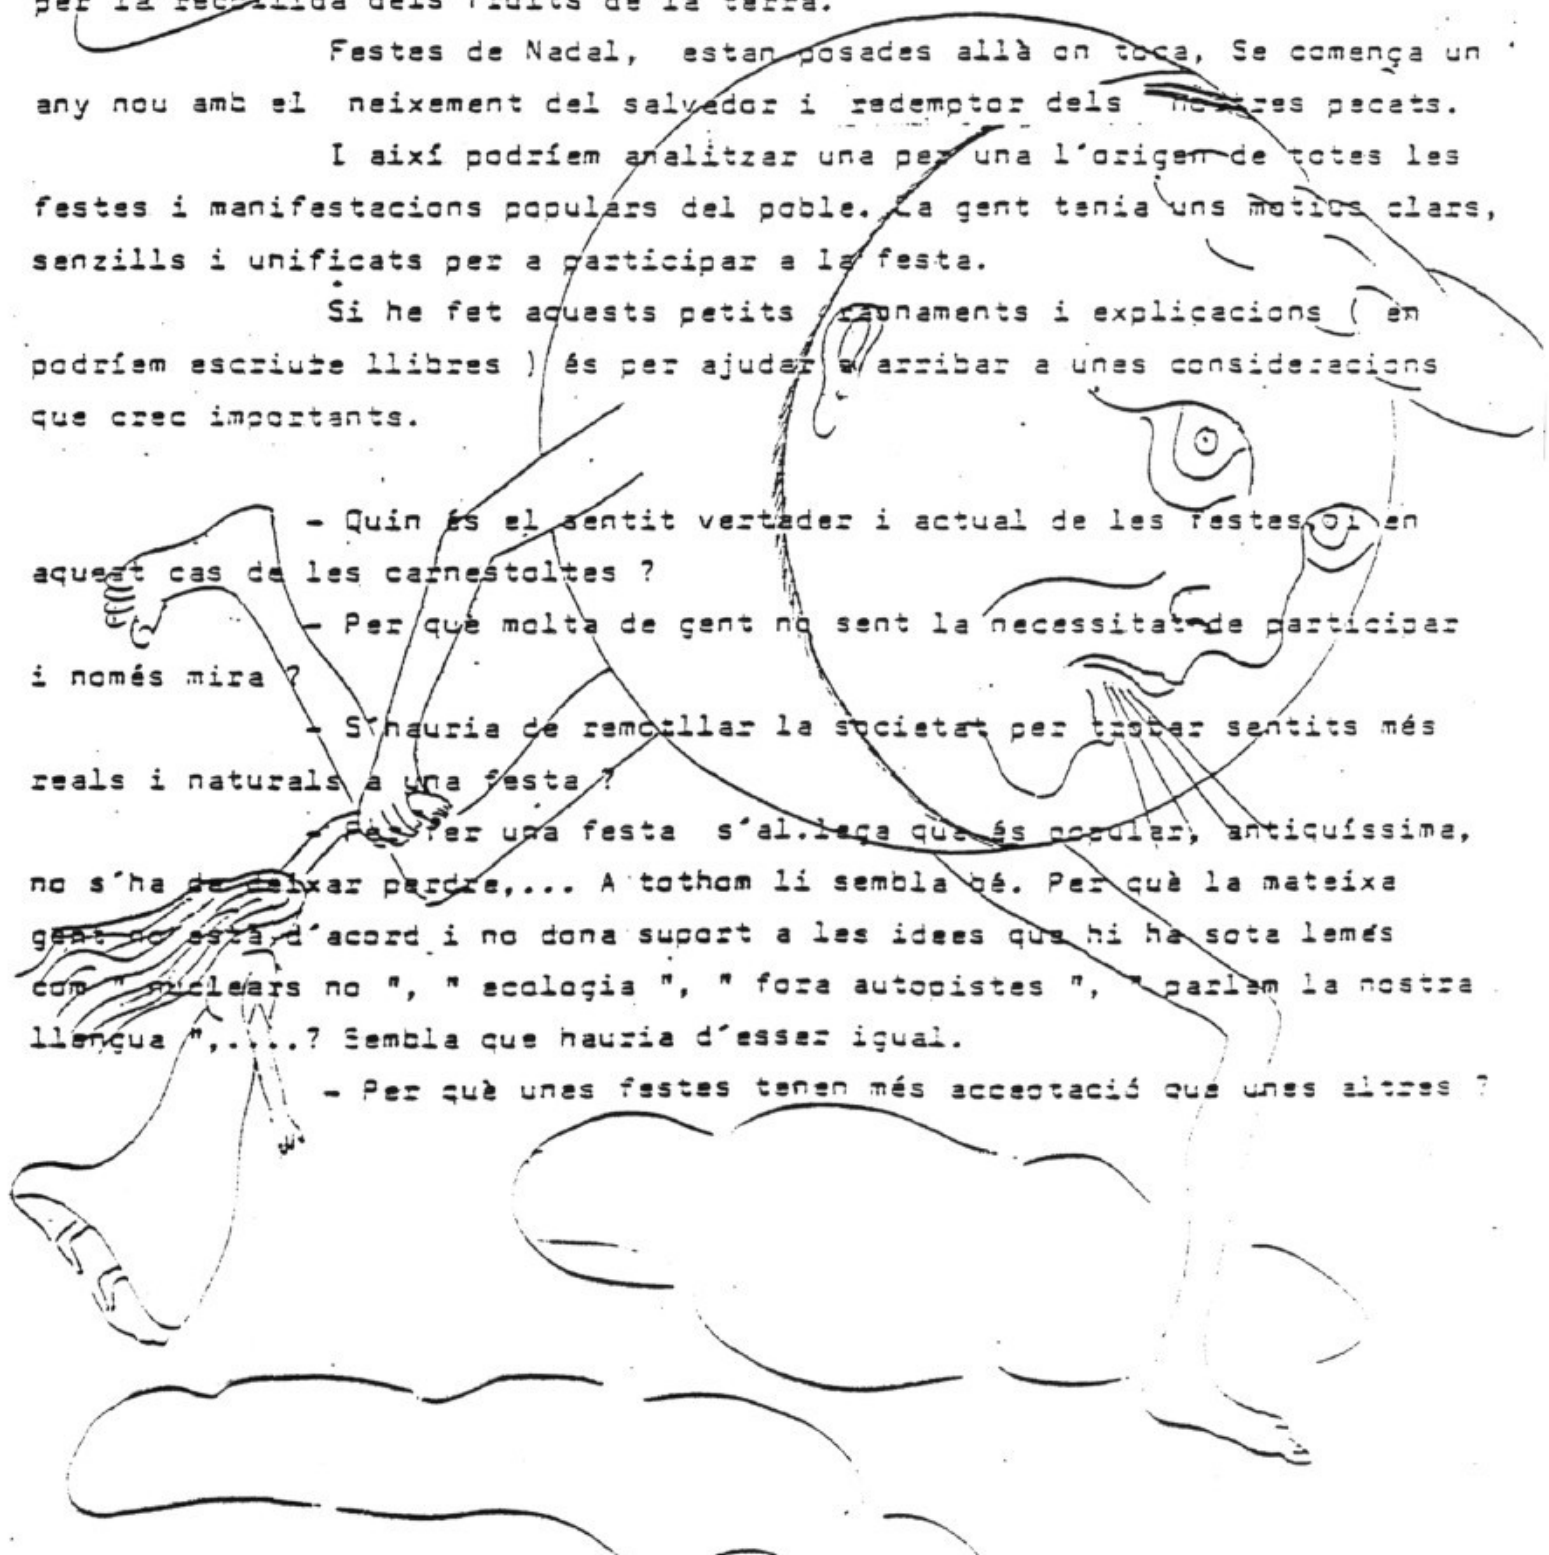 per la recollida dels fruits de la terra.
Festes de Nadal, estan posades allà on toca, Se comença un
any nou amb el neixement del salvador i redemptor dels nostres pecats.
I així podríem analitzar una per una l'origen de totes les
festes i manifestacions populars del poble. La gent tenia uns motius clars,
senzills i unificats per a participar a la festa.
Si he fet aquests petits raonaments i explicacions ( en
podríem escriure llibres ) és per ajudar a arribar a unes consideracions
que crec importants.
- Quin és el sentit vertader i actual de les festes, en
aquest cas de les carnestoltes ?
- Per què molta de gent no sent la necessitat de participar
i només mira ?
- S'hauria de remotllar la societat per trobar sentits més
reals i naturals a una festa ?
- Per fer una festa s'al.lega que és popular, antiquíssima,
no s'ha de deixar perdre,... A tothom li sembla bé. Per què la mateixa
gent no està d'acord i no dona suport a les idees que hi ha sota lemes
com " nuclears no ", " ecologia ", " fora autopistes ", " parlem la nostra
llengua ",....? Sembla que hauria d'esser igual.
- Per què unes festes tenen més acceptació que unes altres ?